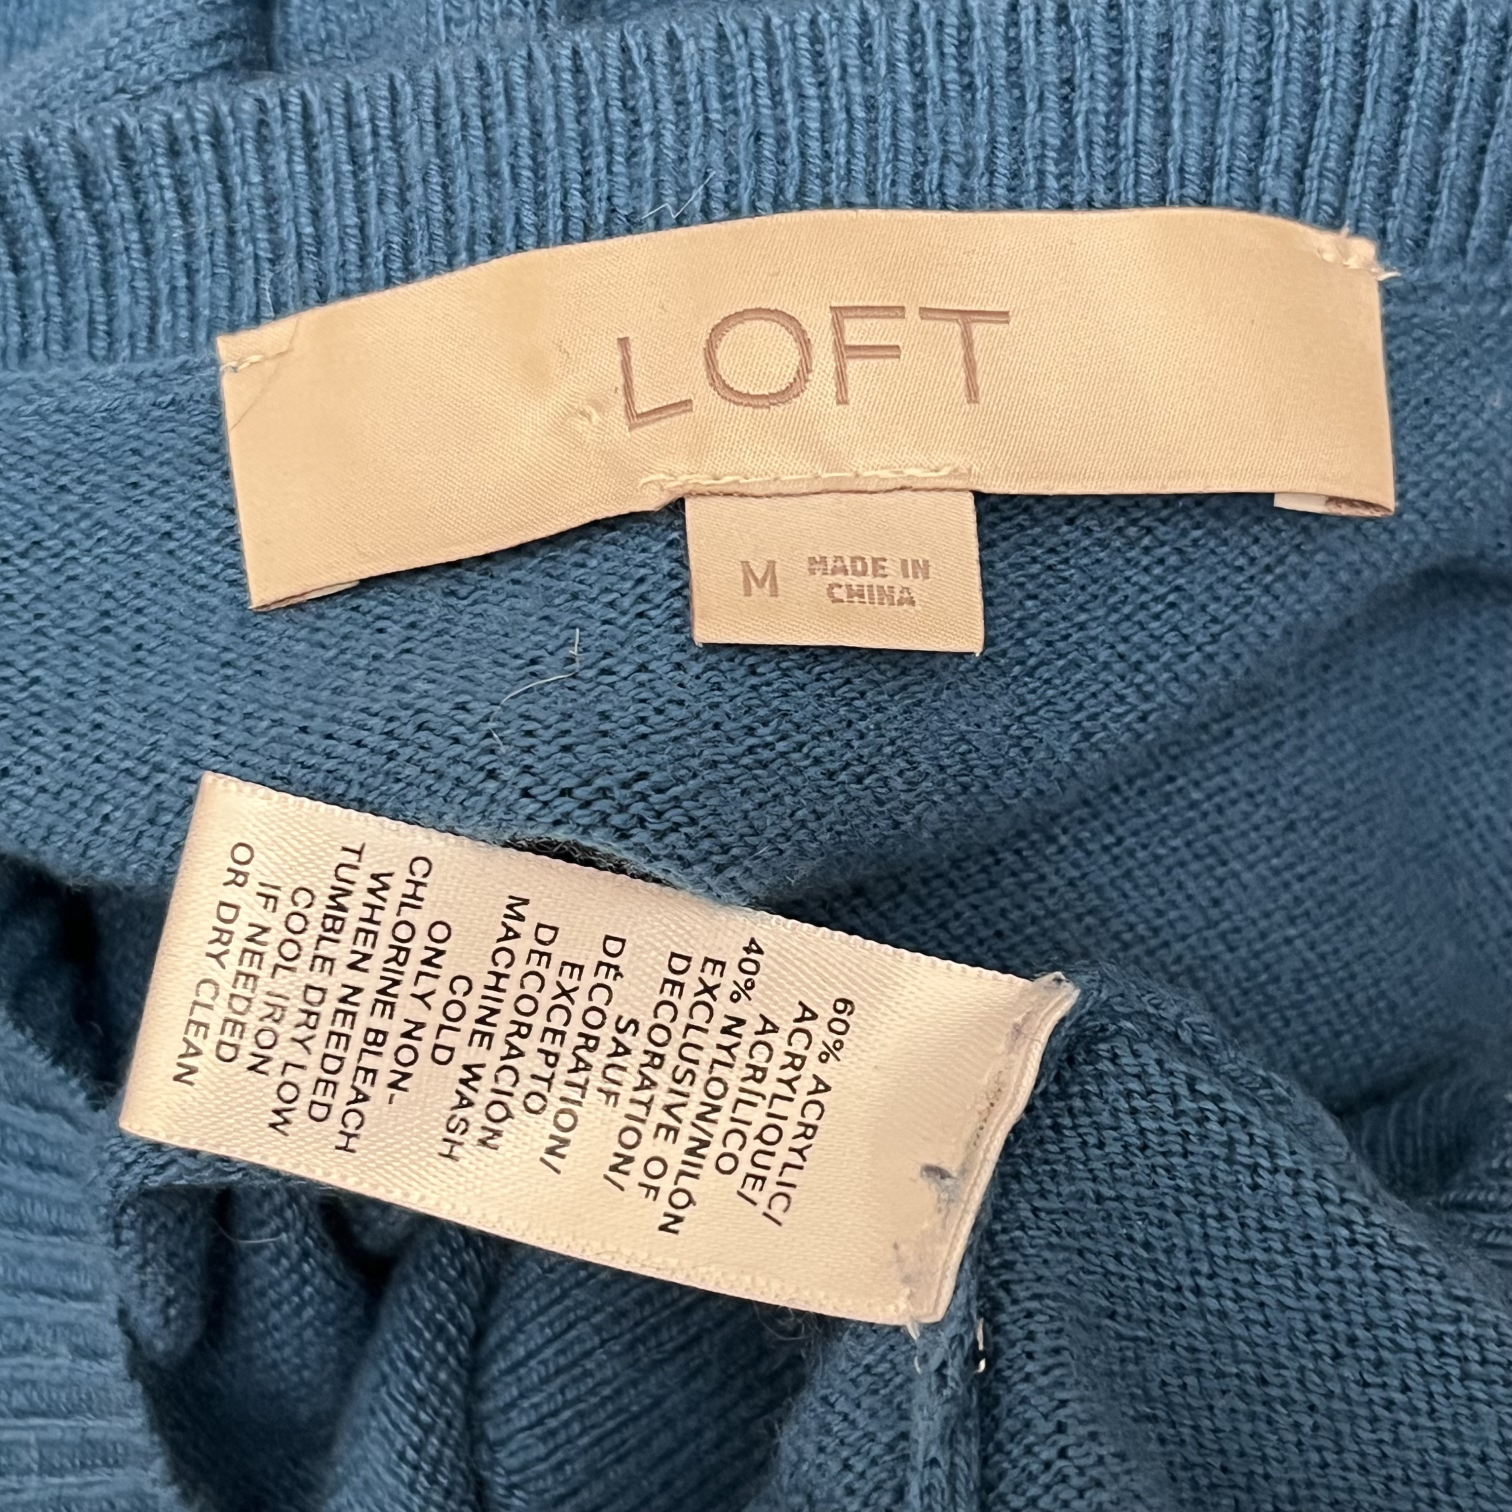 LOFT
M
MADE IN
CHINA
60% ACRYLIC/
ACRYLIQUE/
ACRÍLICO
40% NYLON/NILÓN
EXCLUSIVE OF
DECORATION/
SAUF
DÉCORATION/
EXCEPTO
DECORACIÓN
MACHINE WASH
COLD
ONLY NON-
CHLORINE BLEACH
WHEN NEEDED
TUMBLE DRY LOW
COOL IRON
IF NEEDED
OR DRY CLEAN